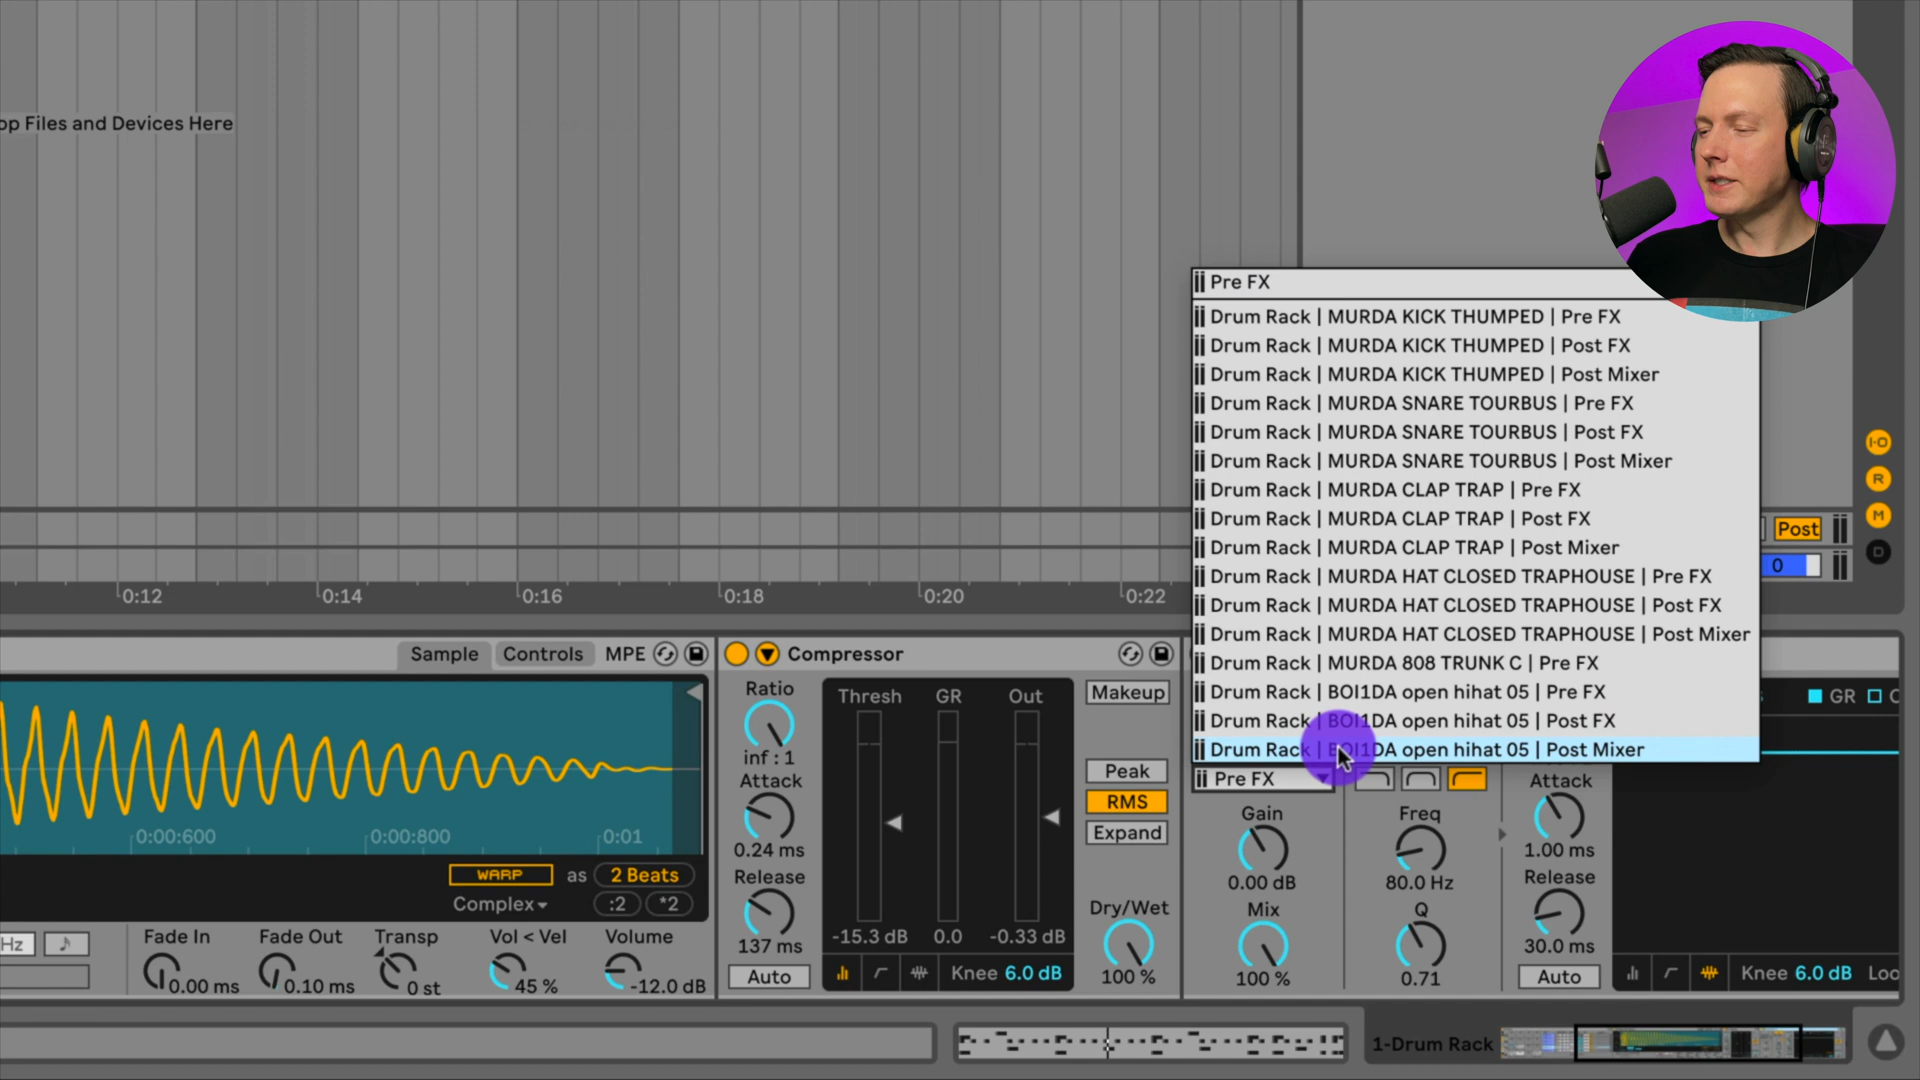 op Files and Devices Here
Pre FX
Drum Rack | MURDA KICK THUMPED | Pre FX
Drum Rack | MURDA KICK THUMPED | Post FX
Drum Rack | MURDA KICK THUMPED | Post Mixer
Drum Rack | MURDA SNARE TOURBUS | Pre FX
Drum Rack | MURDA SNARE TOURBUS | Post FX
Drum Rack | MURDA SNARE TOURBUS | Post Mixer
Drum Rack | MURDA CLAP TRAP | Pre FX
Drum Rack | MURDA CLAP TRAP | Post FX
Drum Rack | MURDA CLAP TRAP | Post Mixer
Drum Rack | MURDA HAT CLOSED TRAPHOUSE | Pre FX
Drum Rack | MURDA HAT CLOSED TRAPHOUSE | Post FX
Drum Rack | MURDA HAT CLOSED TRAPHOUSE | Post Mixer
Drum Rack | MURDA 808 TRUNK C | Pre FX
Drum Rack | BOI1DA open hihat 05 | Pre FX
Drum Rack | BOI1DA open hihat 05 | Post FX
Drum Rack | BOI1DA open hihat 05 | Post Mixer
Pre FX
I-O
R
M
D
Post
0
0:12 0:14 0:16 0:18 0:20 0:22
Sample Controls MPE
0:00:600 0:00:800 0:01
WARP as 2 Beats
Complex :2 *2
Hz
Fade In Fade Out Transp Vol < Vel Volume
0.00 ms 0.10 ms 0 st 45 % -12.0 dB
Compressor
Ratio
inf : 1
Attack
0.24 ms
Release
137 ms
Auto
Thresh GR Out
-15.3 dB 0.0 -0.33 dB
Knee 6.0 dB
Makeup
Peak
RMS
Expand
Dry/Wet
100 %
Gain
0.00 dB
Mix
100 %
Freq
80.0 Hz
Q
0.71
Attack
1.00 ms
Release
30.0 ms
Auto
GR
Knee 6.0 dB Loo
1-Drum Rack